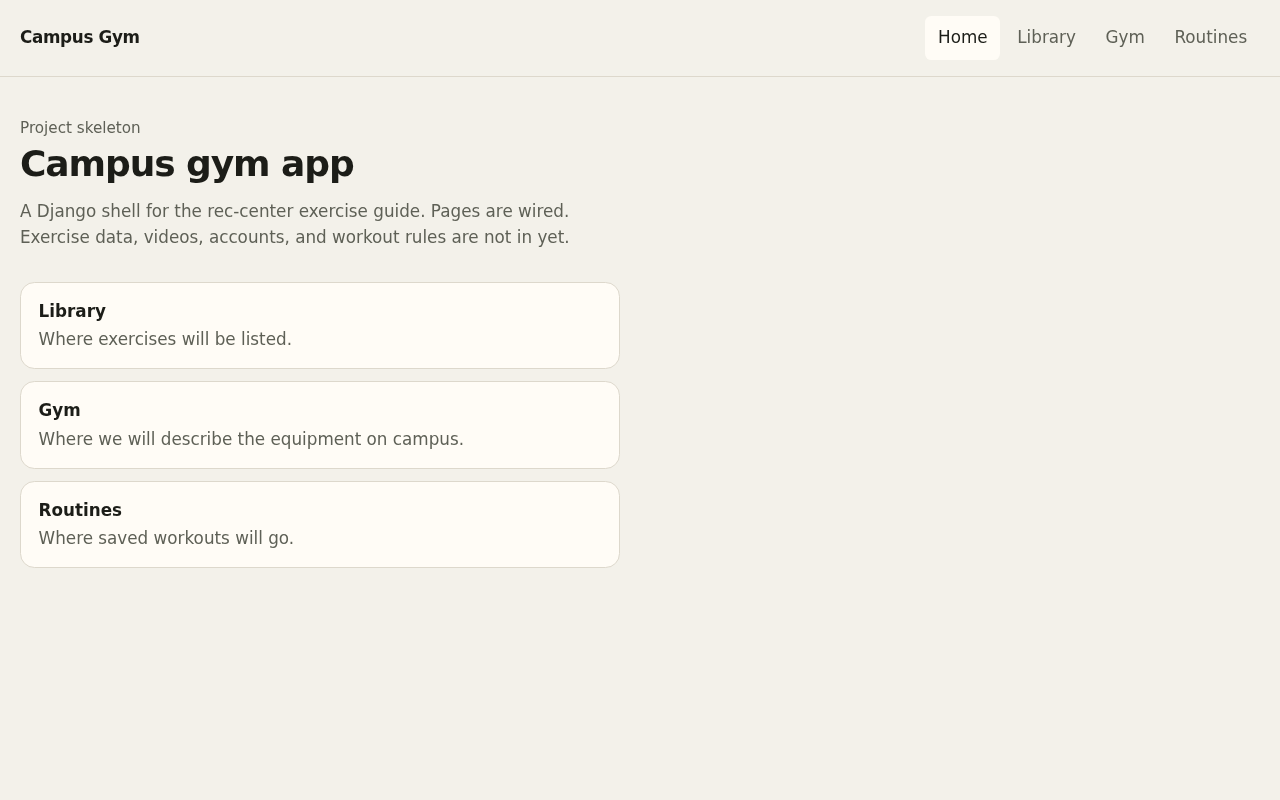 Campus Gym
Home Library Gym Routines
Project skeleton
Campus gym app
A Django shell for the rec-center exercise guide. Pages are wired.
Exercise data, videos, accounts, and workout rules are not in yet.
Library
Where exercises will be listed.
Gym
Where we will describe the equipment on campus.
Routines
Where saved workouts will go.